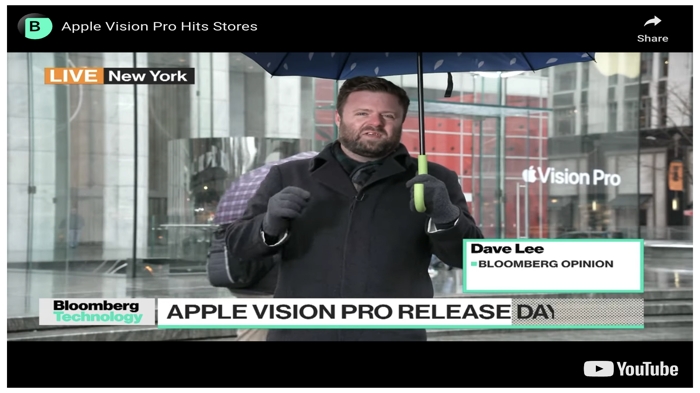 B Apple Vision Pro Hits Stores
Share
LIVE New York
Vision Pro
Dave Lee
BLOOMBERG OPINION
Bloomberg
Technology
APPLE VISION PRO RELEASE DAY
YouTube